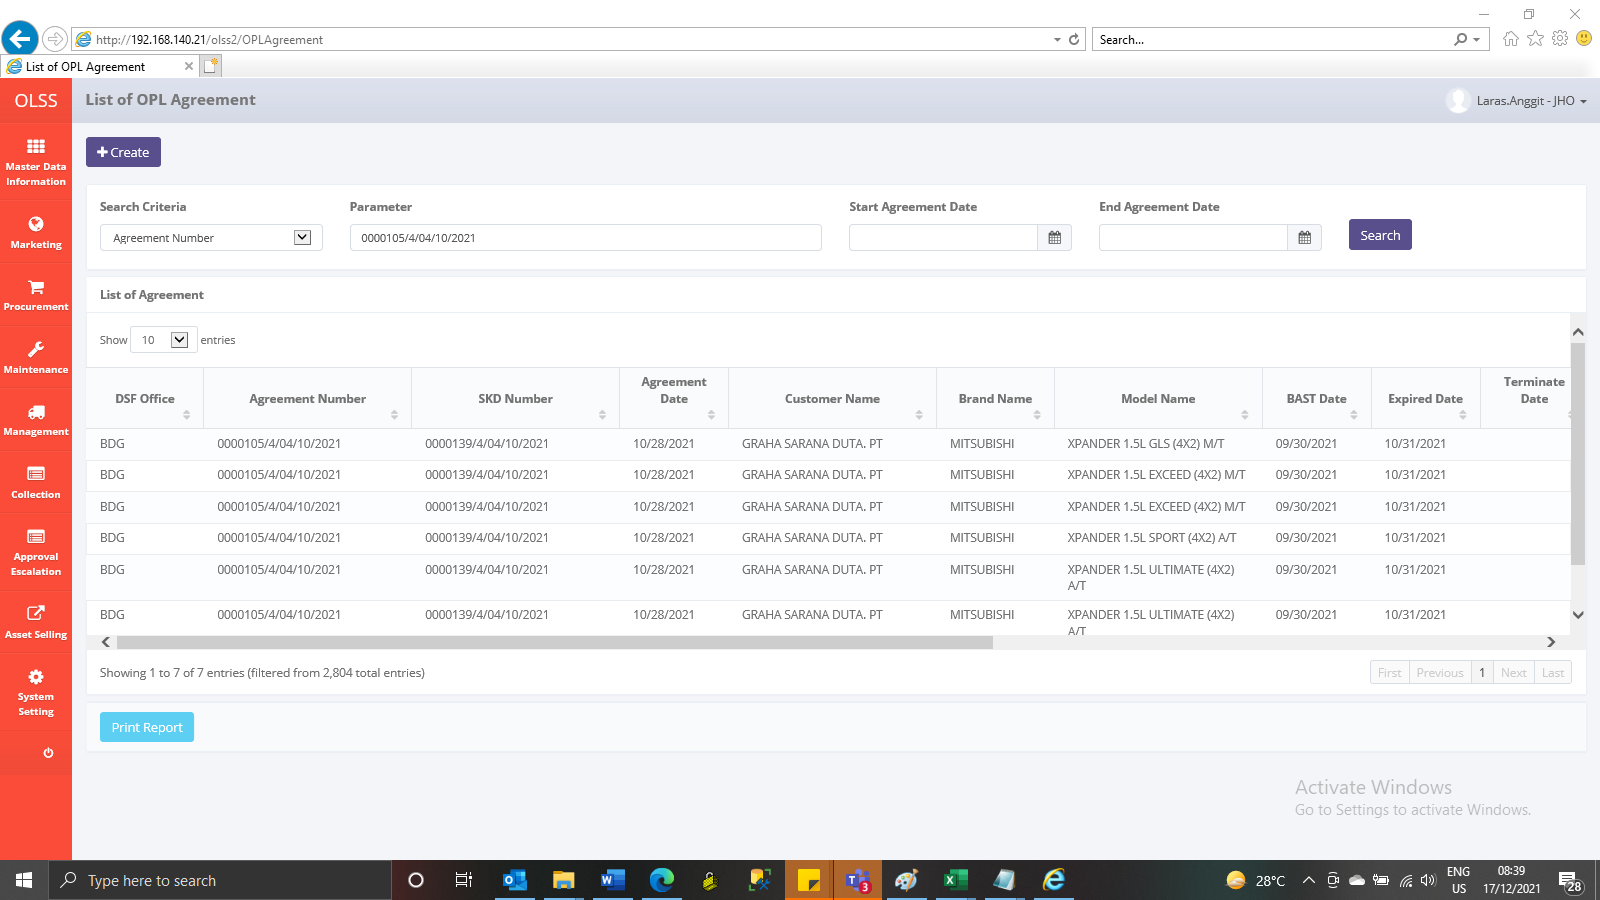 http://192.168.140.21/olss2/OPLAgreement
Search...
List of OPL Agreement
OLSS
List of OPL Agreement
Laras.Anggit - JHO
Master Data
Information
Marketing
Procurement
Maintenance
Management
Collection
Approval
Escalation
Asset Selling
System
Setting
Create
Search Criteria
Parameter
Start Agreement Date
End Agreement Date
Agreement Number
0000105/4/04/10/2021
Search
List of Agreement
Show 10 entries
DSF Office
Agreement Number
SKD Number
Agreement
Date
Customer Name
Brand Name
Model Name
BAST Date
Expired Date
Terminate
Date
BDG 0000105/4/04/10/2021 0000139/4/04/10/2021 10/28/2021 GRAHA SARANA DUTA. PT MITSUBISHI XPANDER 1.5L GLS (4X2) M/T 09/30/2021 10/31/2021
BDG 0000105/4/04/10/2021 0000139/4/04/10/2021 10/28/2021 GRAHA SARANA DUTA. PT MITSUBISHI XPANDER 1.5L EXCEED (4X2) M/T 09/30/2021 10/31/2021
BDG 0000105/4/04/10/2021 0000139/4/04/10/2021 10/28/2021 GRAHA SARANA DUTA. PT MITSUBISHI XPANDER 1.5L EXCEED (4X2) M/T 09/30/2021 10/31/2021
BDG 0000105/4/04/10/2021 0000139/4/04/10/2021 10/28/2021 GRAHA SARANA DUTA. PT MITSUBISHI XPANDER 1.5L SPORT (4X2) A/T 09/30/2021 10/31/2021
BDG 0000105/4/04/10/2021 0000139/4/04/10/2021 10/28/2021 GRAHA SARANA DUTA. PT MITSUBISHI XPANDER 1.5L ULTIMATE (4X2) 09/30/2021 10/31/2021
A/T
BDG 0000105/4/04/10/2021 0000139/4/04/10/2021 10/28/2021 GRAHA SARANA DUTA. PT MITSUBISHI XPANDER 1.5L ULTIMATE (4X2) 09/30/2021 10/31/2021
A/T
Showing 1 to 7 of 7 entries (filtered from 2,804 total entries)
First Previous 1 Next Last
Print Report
Activate Windows
Go to Settings to activate Windows.
Type here to search
3
28°C
ENG
US
08:39
17/12/2021
28